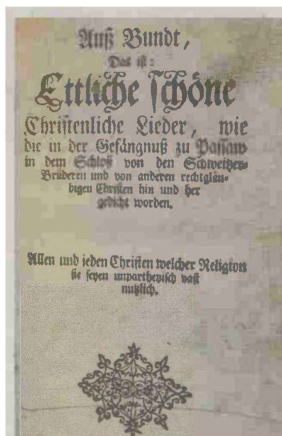 Auß Bundt,
Das ist:
Ettliche schöne
Christenliche Lieder, wie
die in der Gefängnuß zu Passaw
in dem Schloß von den Schweitzer-
Brüderen und von anderen rechtgläu-
bigen Christen hin und her
gedicht worden.
Allen und jeden Christen welcher Religion
sie seyen unpartheyisch vast
nutzlich.